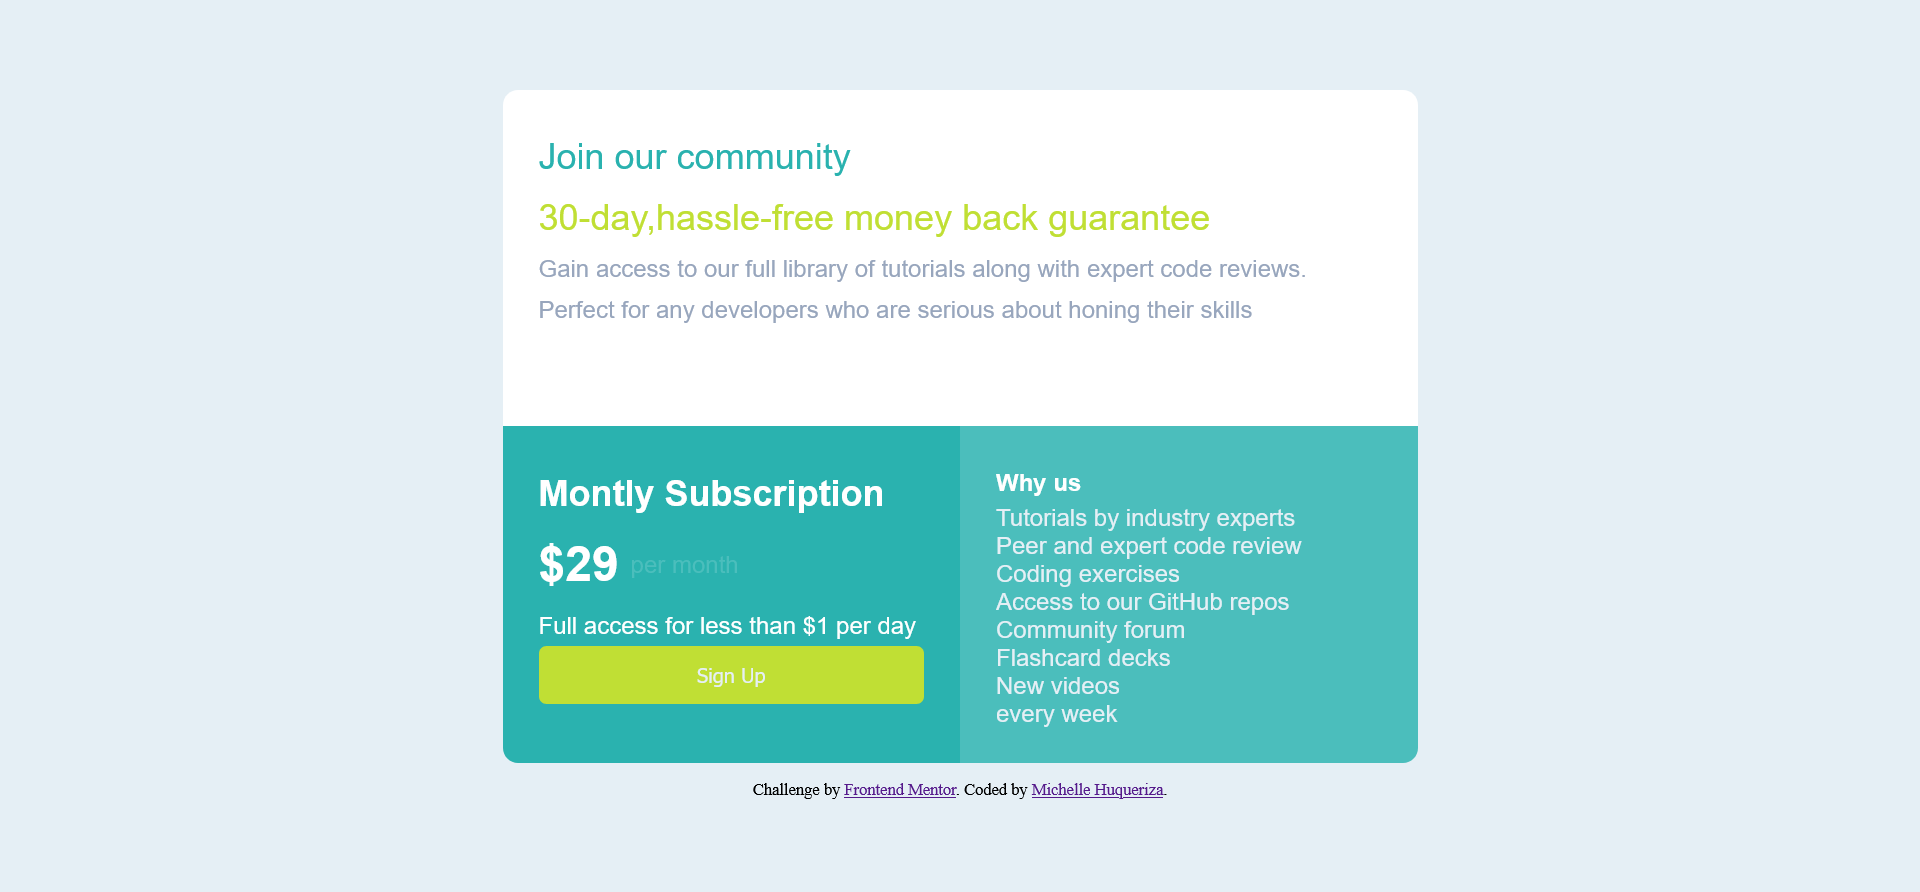 Join our community
30-day,hassle-free money back guarantee
Gain access to our full library of tutorials along with expert code reviews.
Perfect for any developers who are serious about honing their skills
Montly Subscription
$29 per month
Full access for less than $1 per day
Sign Up
Why us
Tutorials by industry experts
Peer and expert code review
Coding exercises
Access to our GitHub repos
Community forum
Flashcard decks
New videos
every week
Challenge by Frontend Mentor. Coded by Michelle Huqueriza.